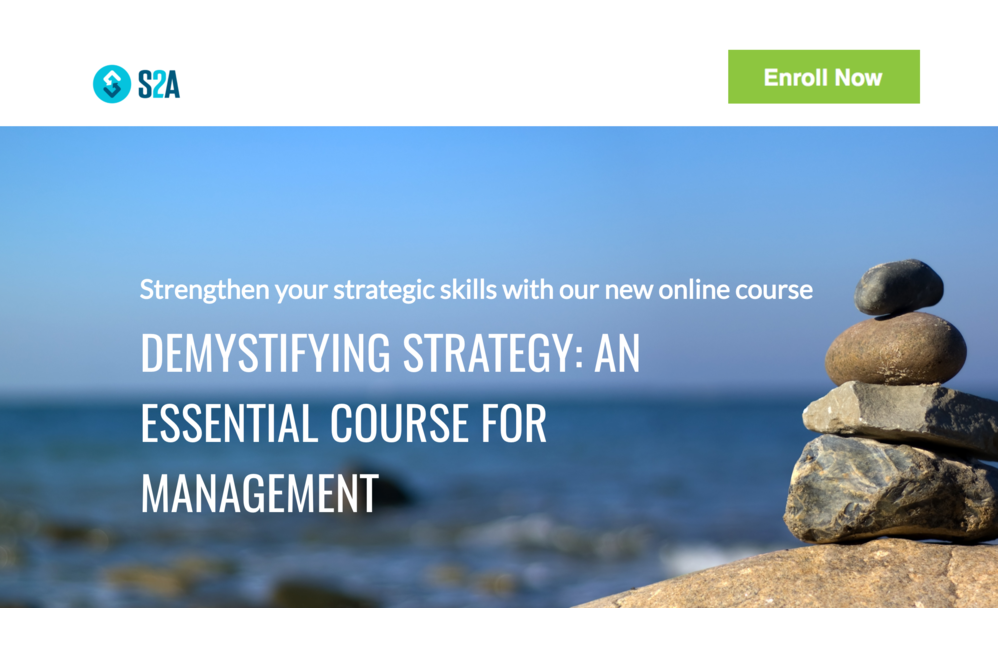 S2A
Enroll Now
Strengthen your strategic skills with our new online course
DEMYSTIFYING STRATEGY: AN
ESSENTIAL COURSE FOR
MANAGEMENT